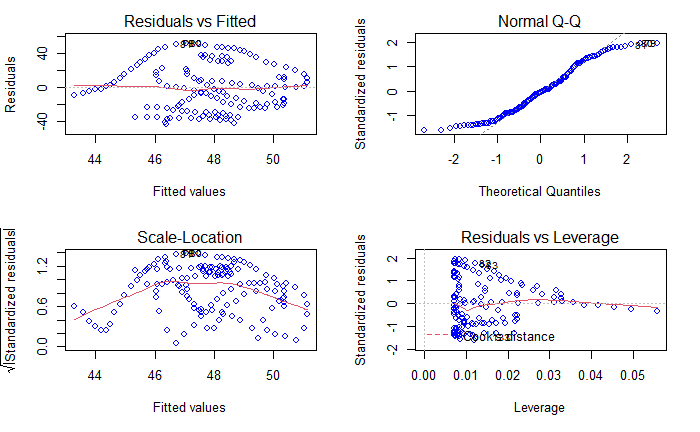 Residuals vs Fitted
Residuals
-40
0
40
44
46
48
50
Fitted values
Normal Q-Q
Standardized residuals
-1
0
1
2
-2
-1
0
1
2
Theoretical Quantiles
Scale-Location
√|Standardized residuals|
0.0
0.6
1.2
44
46
48
50
Fitted values
Residuals vs Leverage
Standardized residuals
-2
-1
0
1
2
Cook's distance
0.00
0.01
0.02
0.03
0.04
0.05
Leverage